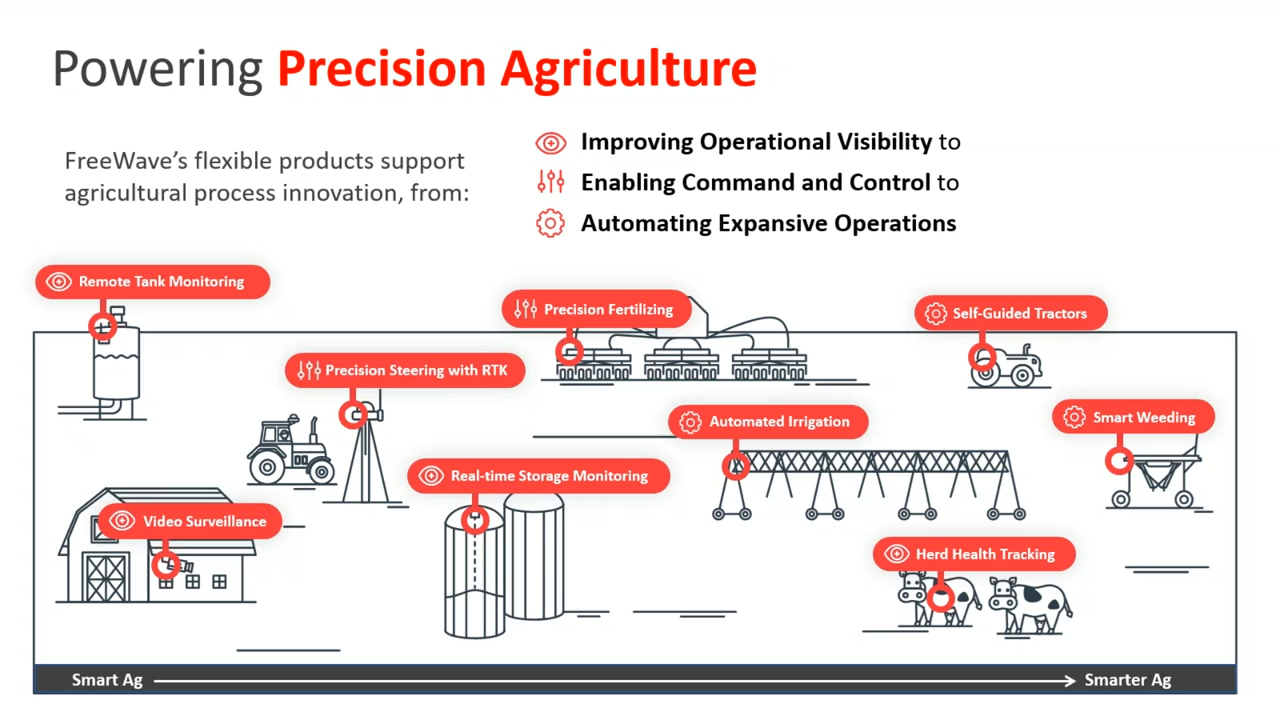 Powering Precision Agriculture
FreeWave’s flexible products support
agricultural process innovation, from:
Improving Operational Visibility to
Enabling Command and Control to
Automating Expansive Operations
Remote Tank Monitoring
Precision Fertilizing
Self-Guided Tractors
Precision Steering with RTK
Automated Irrigation
Smart Weeding
Real-time Storage Monitoring
Video Surveillance
Herd Health Tracking
Smart Ag
Smarter Ag